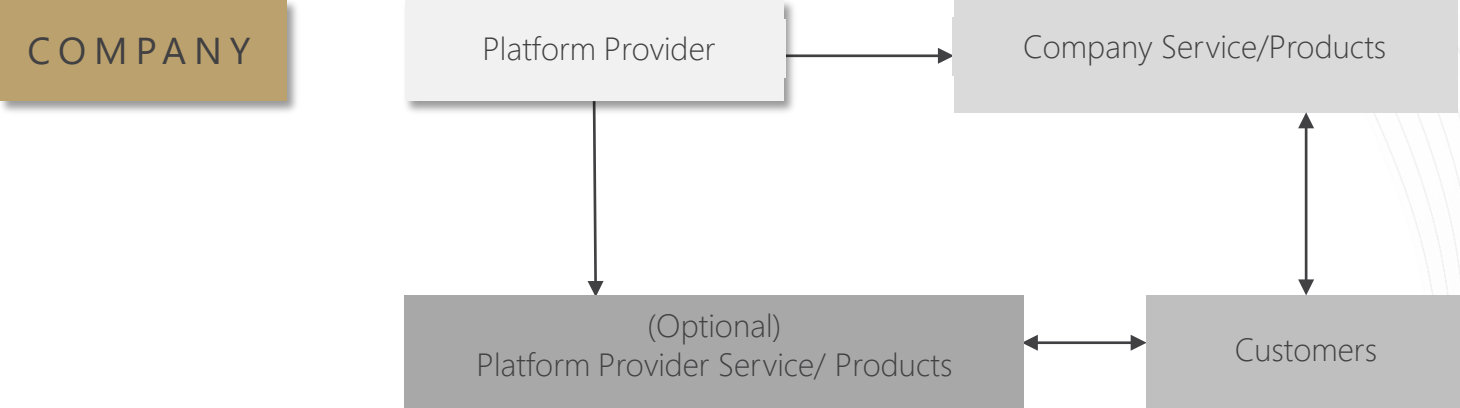 COMPANY
Platform Provider
Company Service/Products
(Optional)
Platform Provider Service/ Products
Customers